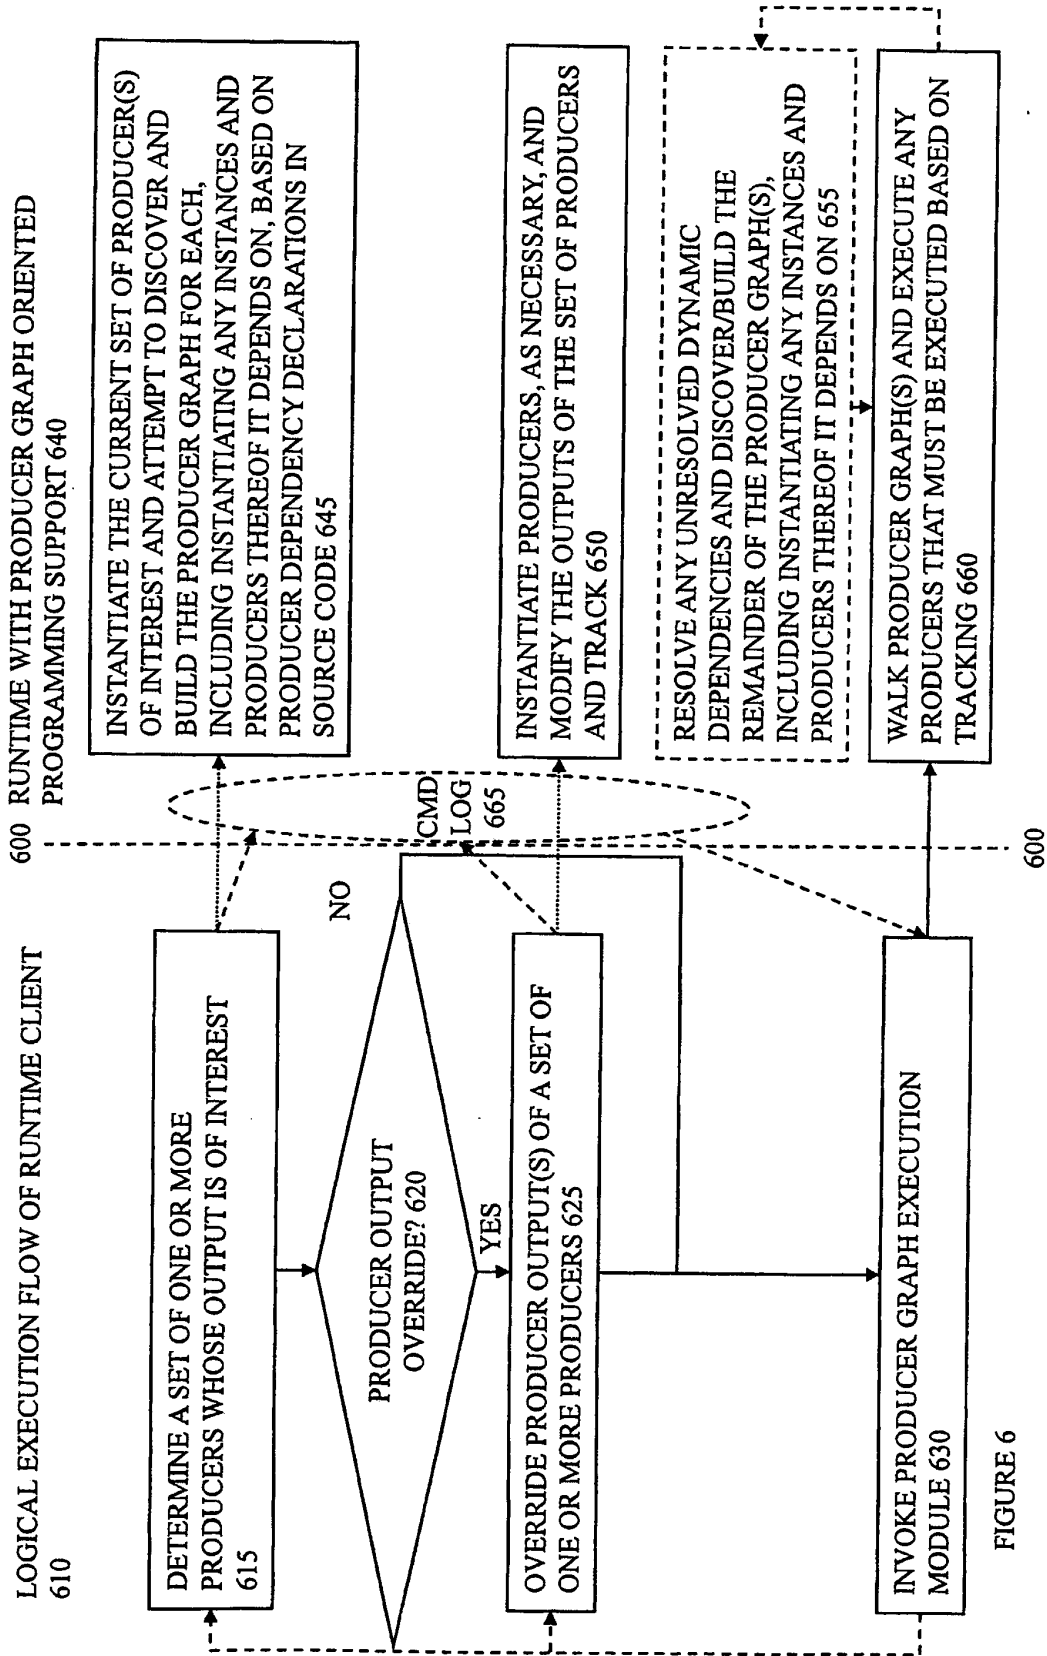 LOGICAL EXECUTION FLOW OF RUNTIME CLIENT
610
DETERMINE A SET OF ONE OR MORE
PRODUCERS WHOSE OUTPUT IS OF INTEREST
615
PRODUCER OUTPUT
OVERRIDE? 620
NO
YES
OVERRIDE PRODUCER OUTPUT(S) OF A SET OF
ONE OR MORE PRODUCERS 625
INVOKE PRODUCER GRAPH EXECUTION
MODULE 630
600
CMD
LOG
665
600
RUNTIME WITH PRODUCER GRAPH ORIENTED
PROGRAMMING SUPPORT 640
INSTANTIATE THE CURRENT SET OF PRODUCER(S)
OF INTEREST AND ATTEMPT TO DISCOVER AND
BUILD THE PRODUCER GRAPH FOR EACH,
INCLUDING INSTANTIATING ANY INSTANCES AND
PRODUCERS THEREOF IT DEPENDS ON, BASED ON
PRODUCER DEPENDENCY DECLARATIONS IN
SOURCE CODE 645
INSTANTIATE PRODUCERS, AS NECESSARY, AND
MODIFY THE OUTPUTS OF THE SET OF PRODUCERS
AND TRACK 650
RESOLVE ANY UNRESOLVED DYNAMIC
DEPENDENCIES AND DISCOVER/BUILD THE
REMAINDER OF THE PRODUCER GRAPH(S),
INCLUDING INSTANTIATING ANY INSTANCES AND
PRODUCERS THEREOF IT DEPENDS ON 655
WALK PRODUCER GRAPH(S) AND EXECUTE ANY
PRODUCERS THAT MUST BE EXECUTED BASED ON
TRACKING 660
FIGURE 6